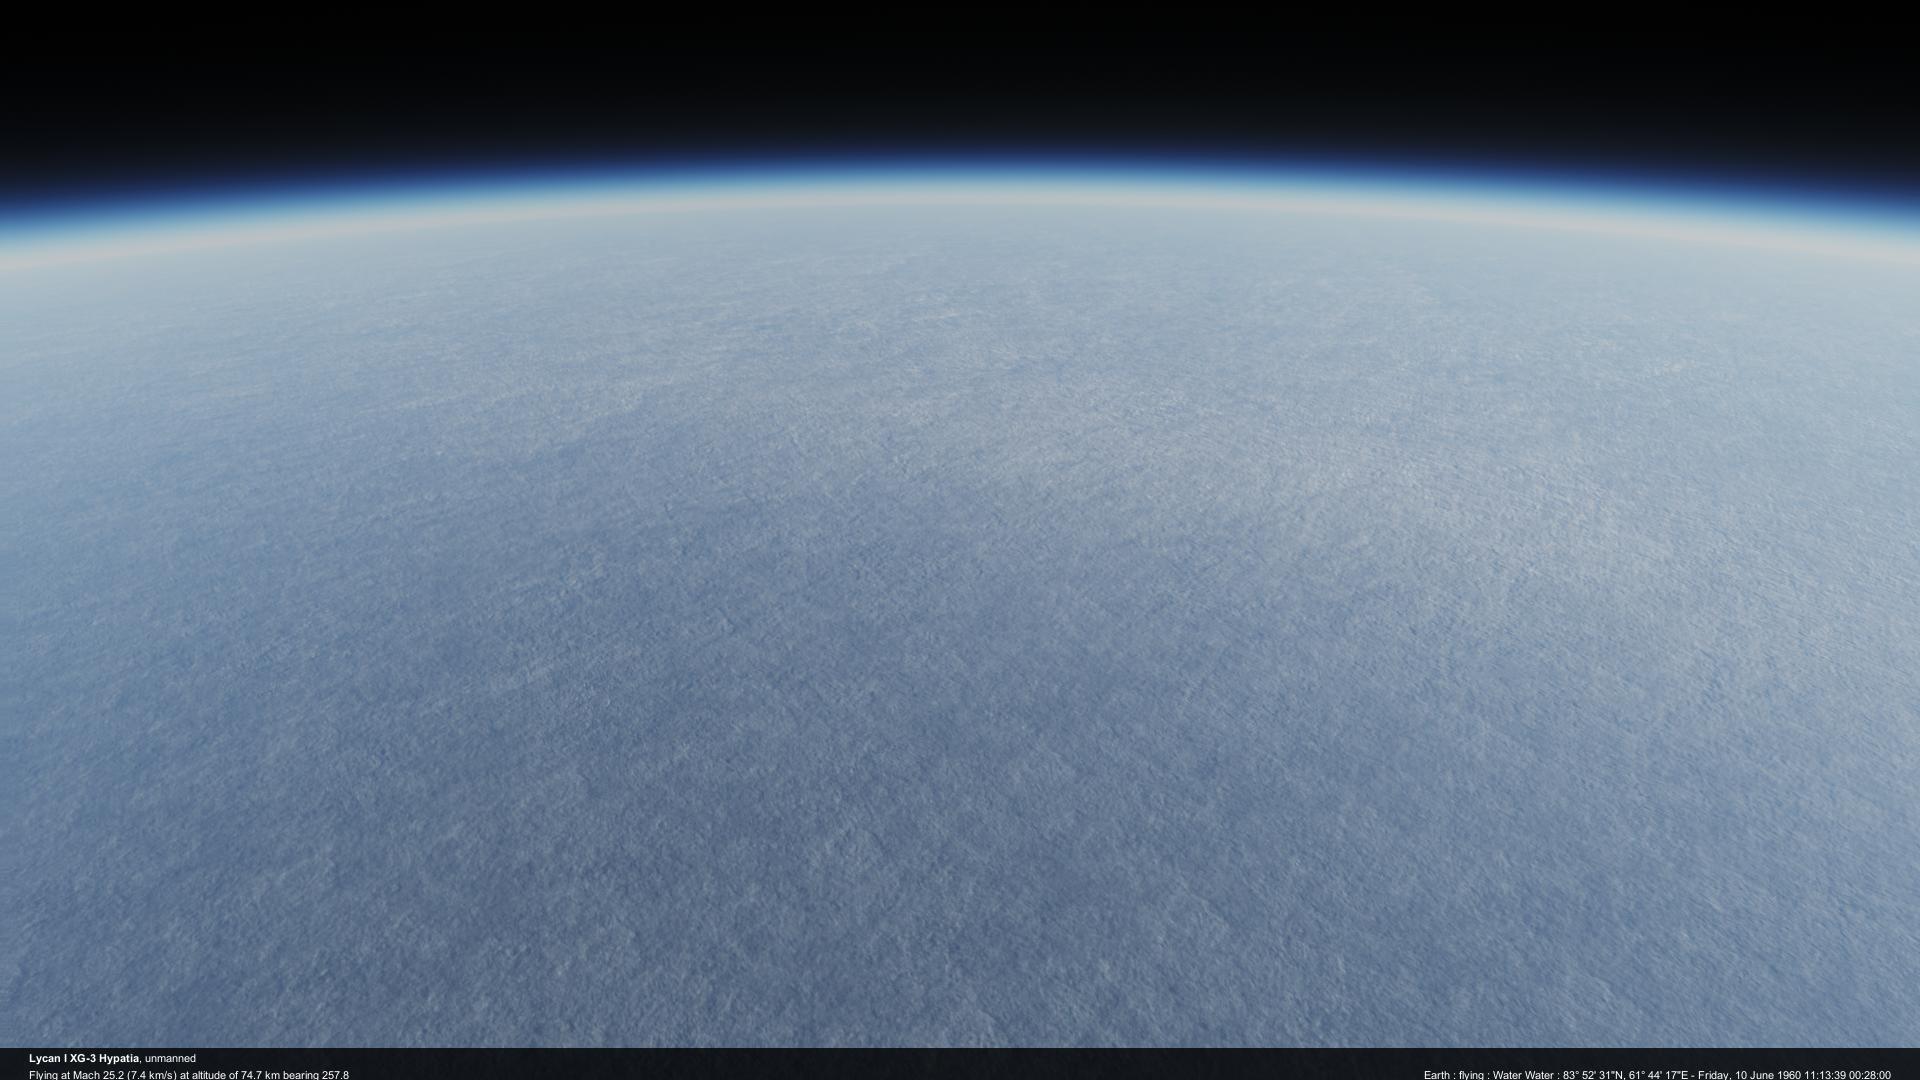 Lycan I XG-3 Hypatia, unmanned
Flying at Mach 25.2 (7.4 km/s) at altitude of 74.7 km bearing 257.8
Earth : flying : Water Water : 83° 52' 31"N, 61° 44' 17"E - Friday, 10 June 1960 11:13:39 00:28:00